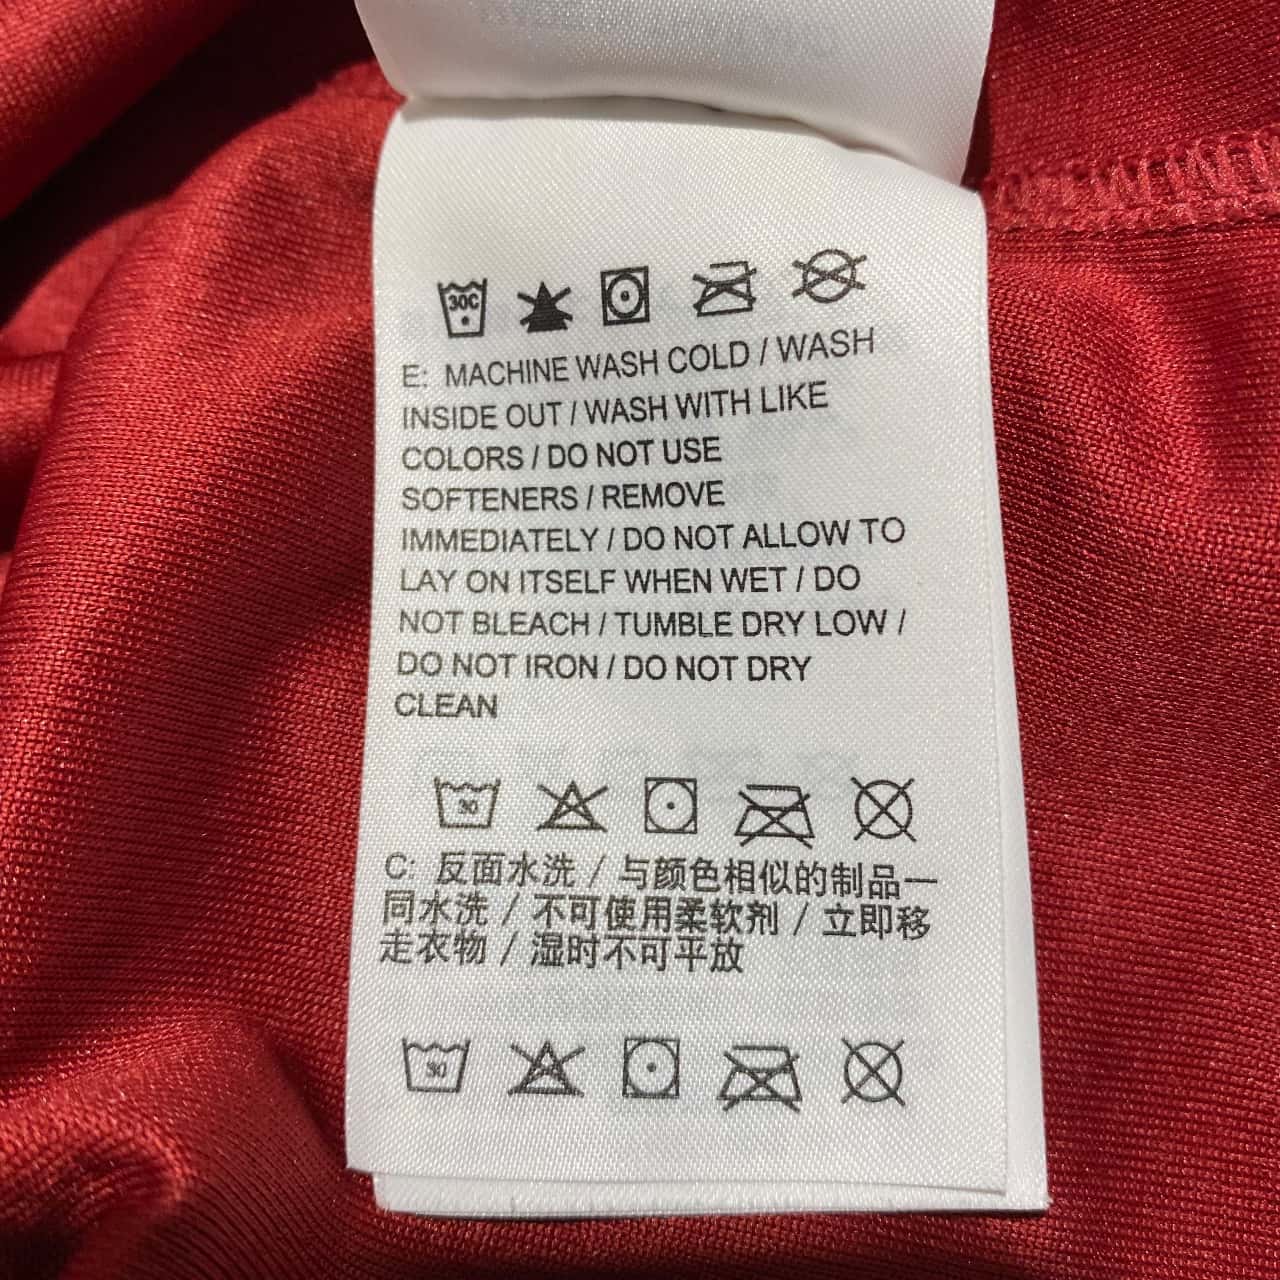 30C
E: MACHINE WASH COLD / WASH
INSIDE OUT / WASH WITH LIKE
COLORS / DO NOT USE
SOFTENERS / REMOVE
IMMEDIATELY / DO NOT ALLOW TO
LAY ON ITSELF WHEN WET / DO
NOT BLEACH / TUMBLE DRY LOW /
DO NOT IRON / DO NOT DRY
CLEAN
30
C: 反面水洗 / 与颜色相似的制品一
同水洗 / 不可使用柔软剂 / 立即移
走衣物 / 湿时不可平放
30